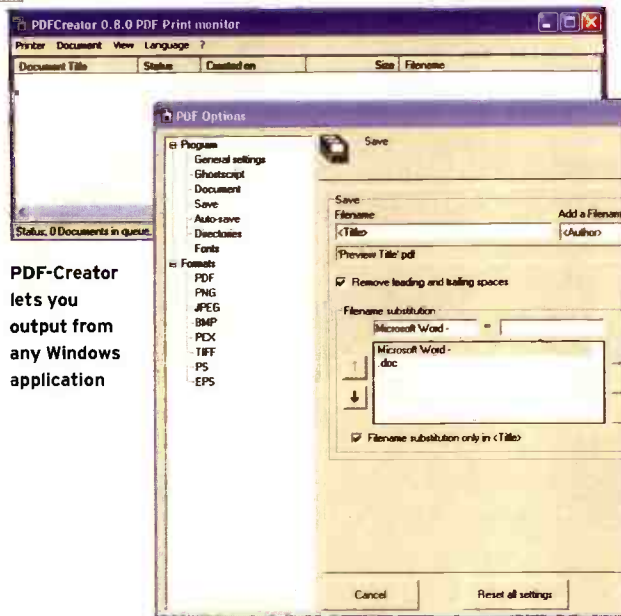 PDFCreator 0.8.0 PDF Print monitor
Printer Document View Language ?
Document Title Status Created on Size Filename
Status: 0 Documents in queue.
PDF Options
Program
General settings
Ghostscript
Document
Save
Auto-save
Directories
Fonts
Formats
PDF
PNG
JPEG
BMP
PCX
TIFF
PS
EPS
Save
Save
Filename
Add a Filenam
<Title>
<Author>
'Preview Title'.pdf
Remove leading and trailing spaces
Filename substitution
Microsoft Word - =
Microsoft Word -
.doc
Filename substitution only in <Title>
Cancel Reset all settings
PDF-Creator
lets you
output from
any Windows
application